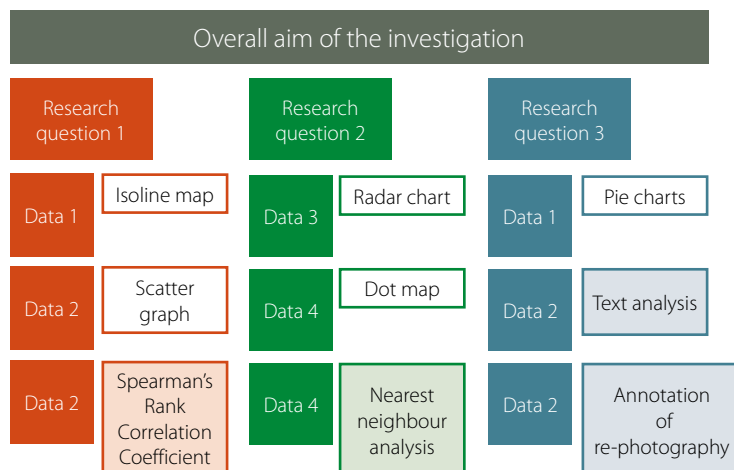 Overall aim of the investigation
Research
question 1
Research
question 2
Research
question 3
Data 1
Isoline map
Data 3
Radar chart
Data 1
Pie charts
Data 2
Scatter
graph
Data 4
Dot map
Data 2
Text analysis
Data 2
Spearman's
Rank
Correlation
Coefficient
Data 4
Nearest
neighbour
analysis
Data 2
Annotation
of
re-photography